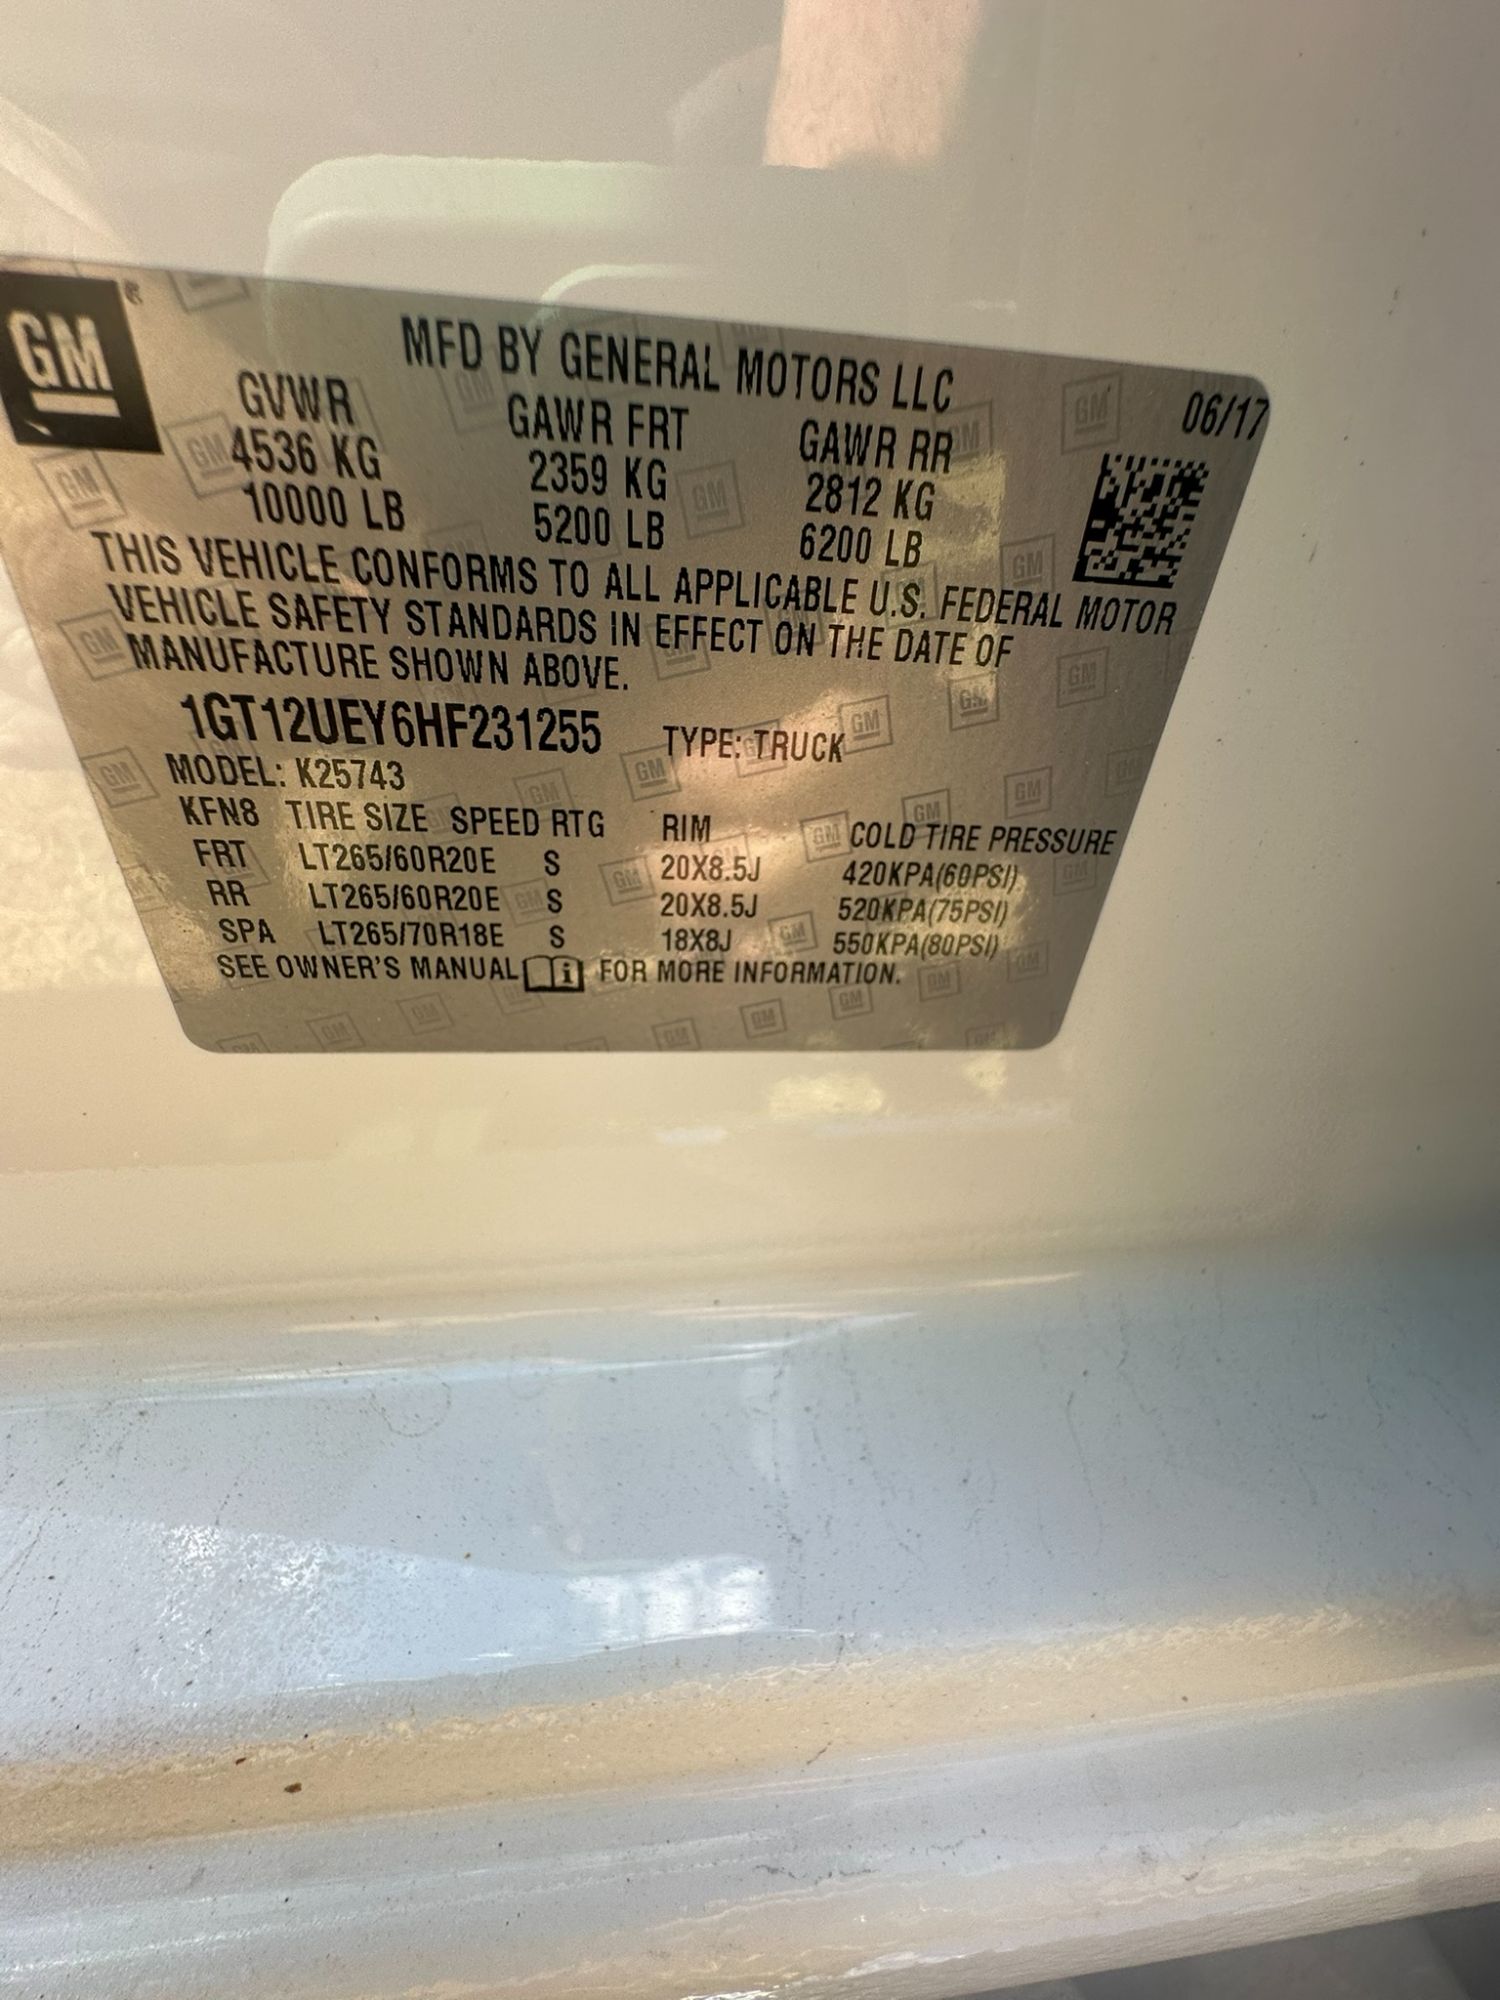 GM
MFD BY GENERAL MOTORS LLC 06/17
GVWR GAWR FRT GAWR RR
4536 KG 2359 KG 2812 KG
10000 LB 5200 LB 6200 LB
THIS VEHICLE CONFORMS TO ALL APPLICABLE U.S. FEDERAL MOTOR
VEHICLE SAFETY STANDARDS IN EFFECT ON THE DATE OF
MANUFACTURE SHOWN ABOVE.
1GT12UEY6HF231255 TYPE: TRUCK
MODEL: K25743
KFN8 TIRE SIZE SPEED RTG RIM COLD TIRE PRESSURE
FRT LT265/60R20E S 20X8.5J 420KPA(60PSI)
RR LT265/60R20E S 20X8.5J 520KPA(75PSI)
SPA LT265/70R18E S 18X8J 550KPA(80PSI)
SEE OWNER'S MANUAL FOR MORE INFORMATION.